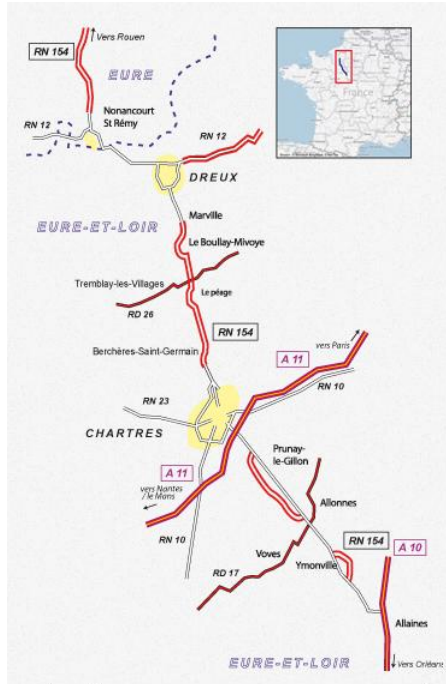 Vers Rouen
RN 154
EURE
Nonancourt
St Rémy
RN 12
RN 12
France
DREUX
Marville
EURE-ET-LOIR
Le Boullay-Mivoye
Tremblay-les-Villages
Le péage
RD 26
RN 154
Berchères-Saint-Germain
vers Paris
A 11
RN 10
RN 23
CHARTRES
Prunay-
le-Gillon
A 11
vers Nantes
/le Mans
Allonnes
RN 10
Voves
RN 154
A 10
Ymonville
RD 17
Allaines
EURE-ET-LOIR
Vers Orléans